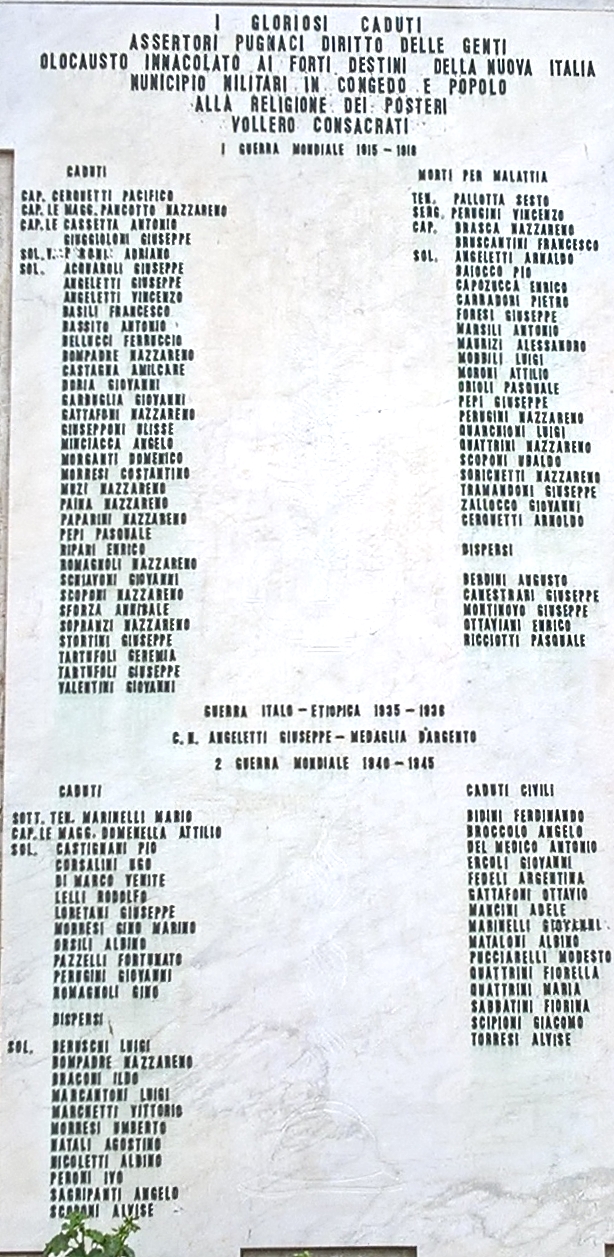 I GLORIOSI CADUTI
ASSERTORI PUGNACI DIRITTO DELLE GENTI
OLOCAUSTO INNACOLATO AI FORTI DESTINI DELLA NUOVA ITALIA
MUNICIPIO MILITARI IN CONGEDO E POPOLO
ALLA RELIGIONE DEI POSTERI
VOLLERO CONSACRATI
I GUERRA MONDIALE 1915 - 1918
CADUTI
CAP. CERQUETTI PACIFICO
CAP. LE MAGG. PANCOTTO NAZZARENO
CAP. LE CASSETTA ANTONIO
GIUGGIOLONI GIUSEPPE
SOL. ADRIANO
SOL. ACQUAROLI GIUSEPPE
ANGELETTI GIUSEPPE
ANGELETTI VINCENZO
BASILI FRANCESCO
BASSITO ANTONIO
BELLUCCI FERRUCCIO
BOMPADRE NAZZARENO
CASTAGNA AMILCARE
DORIA GIOVANNI
GARBUGLIA GIOVANNI
GATTAFONI NAZZARENO
GIUSEPPONI ULISSE
MINCIACCA ANGELO
MORGANTI DOMENICO
MORRESI COSTANTINO
MUZI NAZZARENO
PAINA NAZZARENO
PAPARINI NAZZARENO
PEPI PASQUALE
RIPARI ENRICO
ROMAGNOLI NAZZARENO
SCHIAVONI GIOVANNI
SCOPONI NAZZARENO
SFORZA ANNIBALE
SOPRANZI NAZZARENO
STORTINI GIUSEPPE
TARTUFOLI GEREMIA
TARTUFOLI GIUSEPPE
VALENTINI GIOVANNI
MORTI PER MALATTIA
TEN. PALLOTTA SESTO
SERG. PERUGINI VINCENZO
CAP. BRASCA NAZZARENO
BRUSCANTINI FRANCESCO
SOL. ANGELETTI ARNALDO
BAIOCCO PIO
CAPOZUCCA ENRICO
CARRADORI PIETRO
FORESI GIUSEPPE
MARSILI ANTONIO
MAURIZI ALESSANDRO
MOBBILI LUIGI
MORONI ATTILIO
ORIOLI PASQUALE
PEPI GIUSEPPE
PERUGINI NAZZARENO
QUARCHIONI LUIGI
QUATTRINI NAZZARENO
SCOPONI UBALDO
SORICHETTI NAZZARENO
TRAMANDONI GIUSEPPE
ZALLOCCO GIOVANNI
CERQUETTI ARNOLDO
DISPERSI
BERDINI AUGUSTO
CANESTRARI GIUSEPPE
MONTINOVO GIUSEPPE
OTTAVIANI ENRICO
RICCIOTTI PASQUALE
GUERRA ITALO - ETIOPICA 1935 - 1936
C. N. ANGELETTI GIUSEPPE - MEDAGLIA D'ARGENTO
2 GUERRA MONDIALE 1940 - 1945
CADUTI
SOTT. TEN. MARINELLI MARIO
CAP. LE MAGG. DOMENELLA ATTILIO
SOL. CASTIGNANI PIO
CORSALINI UGO
DI MARCO VENITE
LELLI RODOLFO
LORETANI GIUSEPPE
MORRESI GINO MARINO
ORSILI ALBINO
PAZZELLI FORTUNATO
PERUGINI GIOVANNI
ROMAGNOLI GINO
DISPERSI
SOL. BERUSCHI LUIGI
BOMPADRE NAZZARENO
DRACONI ILDO
MARCANTONI LUIGI
MARCHETTI VITTORIO
MORRESI UMBERTO
NATALI AGOSTINO
NICOLETTI ALBINO
PERONI IVO
SAGRIPANTI ANGELO
SCOPONI ALVISE
CADUTI CIVILI
BIDINI FERDINANDO
BROCCOLO ANGELO
DEL MEDICO ANTONIO
ERCOLI GIOVANNI
FEDELI ARGENTINA
GATTAFONI OTTAVIO
MANCINI ADELE
MARINELLI GIOVANNI
MATALONI ALBINO
PUCCIARELLI MODESTO
QUATTRINI FIORELLA
QUATTRINI MARIA
SABBATINI FIORINA
SCIPIONI GIACOMO
TORRESI ALVISE